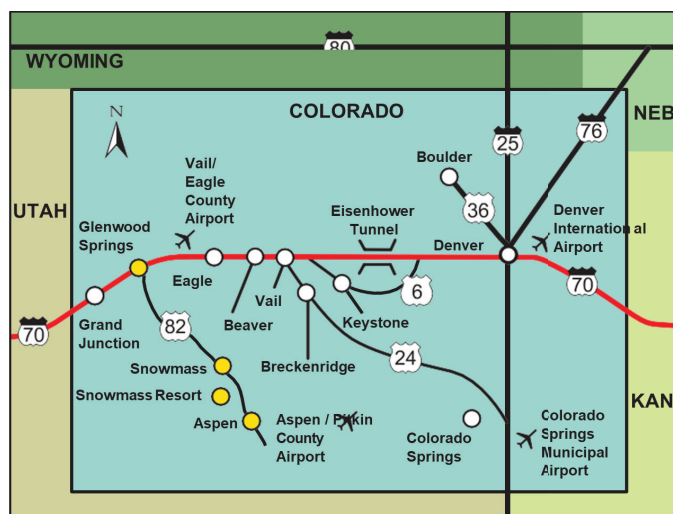 80
WYOMING
COLORADO
NEB
N
76
25
Boulder
Vail/
Eagle
County
Airport
36
UTAH
Glenwood
Springs
Eisenhower
Tunnel
Denver
Denver
International
Airport
Eagle
Vail
6
70
70
Grand
Junction
82
Beaver
Keystone
Breckenridge
24
Snowmass
Snowmass Resort
KAN
Aspen
Aspen / Pitkin
County
Airport
Colorado
Springs
Colorado
Springs
Municipal
Airport